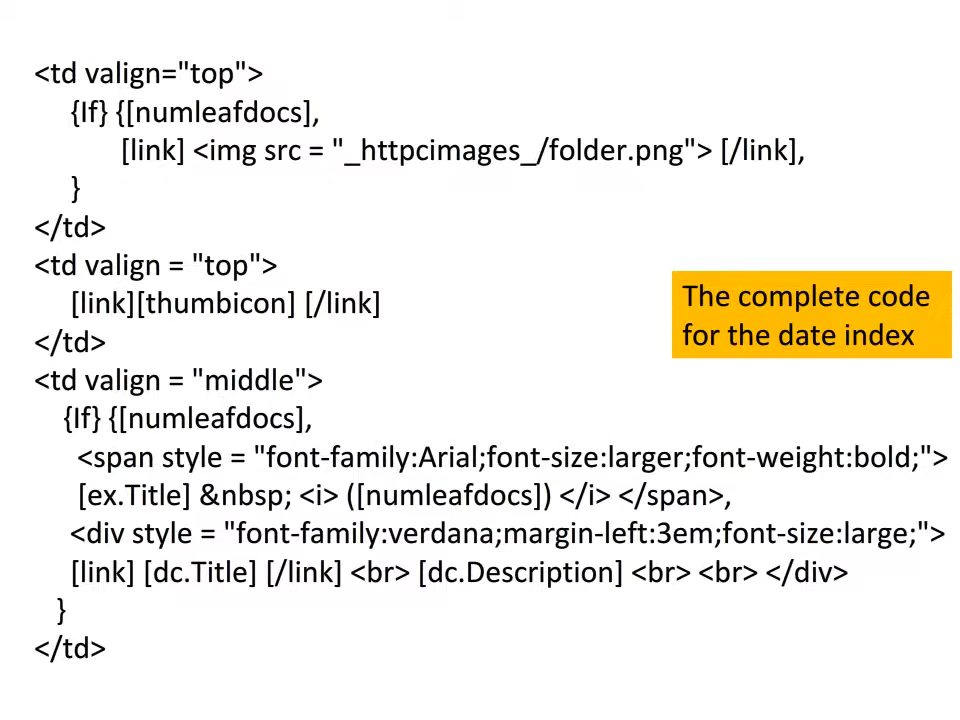 <td valign="top">
{If} {[numleafdocs],
[link] <img src = "_httpcimages_/folder.png"> [/link],
}
</td>
<td valign = "top">
[link][thumbicon] [/link]
</td>
<td valign = "middle">
{If} {[numleafdocs],
<span style = "font-family:Arial;font-size:larger;font-weight:bold;">
[ex.Title] &nbsp; <i> ([numleafdocs]) </i> </span>,
<div style = "font-family:verdana;margin-left:3em;font-size:large;">
[link] [dc.Title] [/link] <br> [dc.Description] <br> <br> </div>
}
</td>
The complete code
for the date index